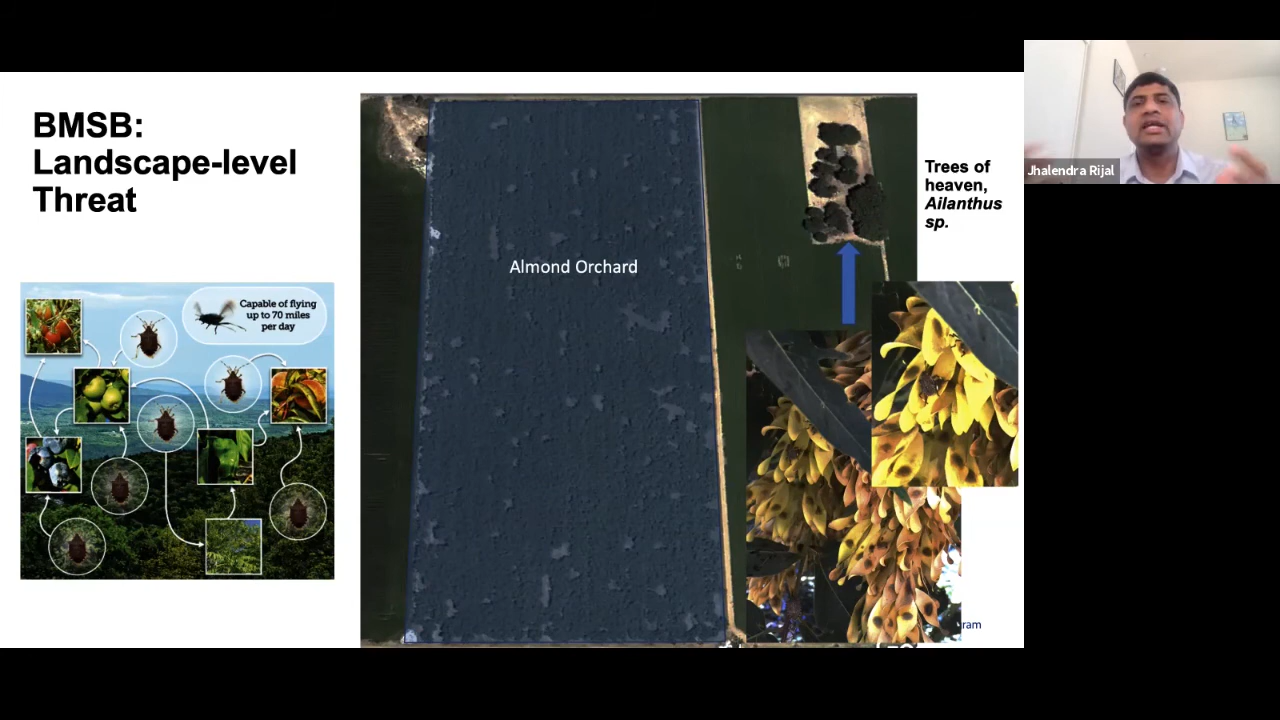 BMSB:
Landscape-level
Threat
Capable of flying
up to 70 miles
per day
Almond Orchard
Trees of
heaven,
Ailanthus
sp.
ram
Jhalendra Rijal